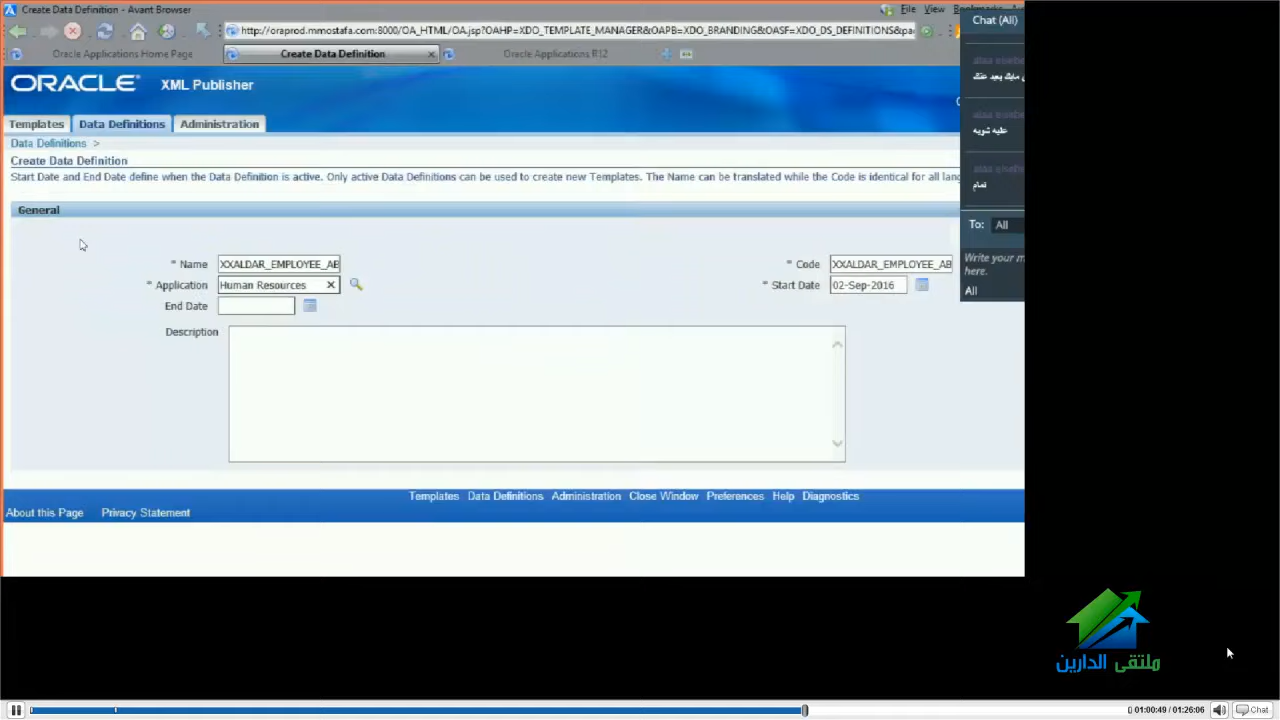 Create Data Definition - Avant Browser
File View Bookmarks
http://oraprod.mmostafa.com:8000/OA_HTML/OA.jsp?OAHP=XDO_TEMPLATE_MANAGER&OAPB=XDO_BRANDING&OASF=XDO_DS_DEFINITIONS&pa
Oracle Applications Home Page Create Data Definition Oracle Applications R12
ORACLE XML Publisher
Templates Data Definitions Administration
Data Definitions >
Create Data Definition
Start Date and End Date define when the Data Definition is active. Only active Data Definitions can be used to create new Templates. The Name can be translated while the Code is identical for all lang
General
* Name XXALDAR_EMPLOYEE_AB
* Code XXALDAR_EMPLOYEE_AB
* Application Human Resources
* Start Date 02-Sep-2016
End Date
Description
Templates Data Definitions Administration Close Window Preferences Help Diagnostics
About this Page Privacy Statement
Chat (All)
بعيد عنك
عليه شويه
تمام
To: All
Write your m
here.
All
ملتقى الدارين
01:00:49 / 01:26:06 Chat